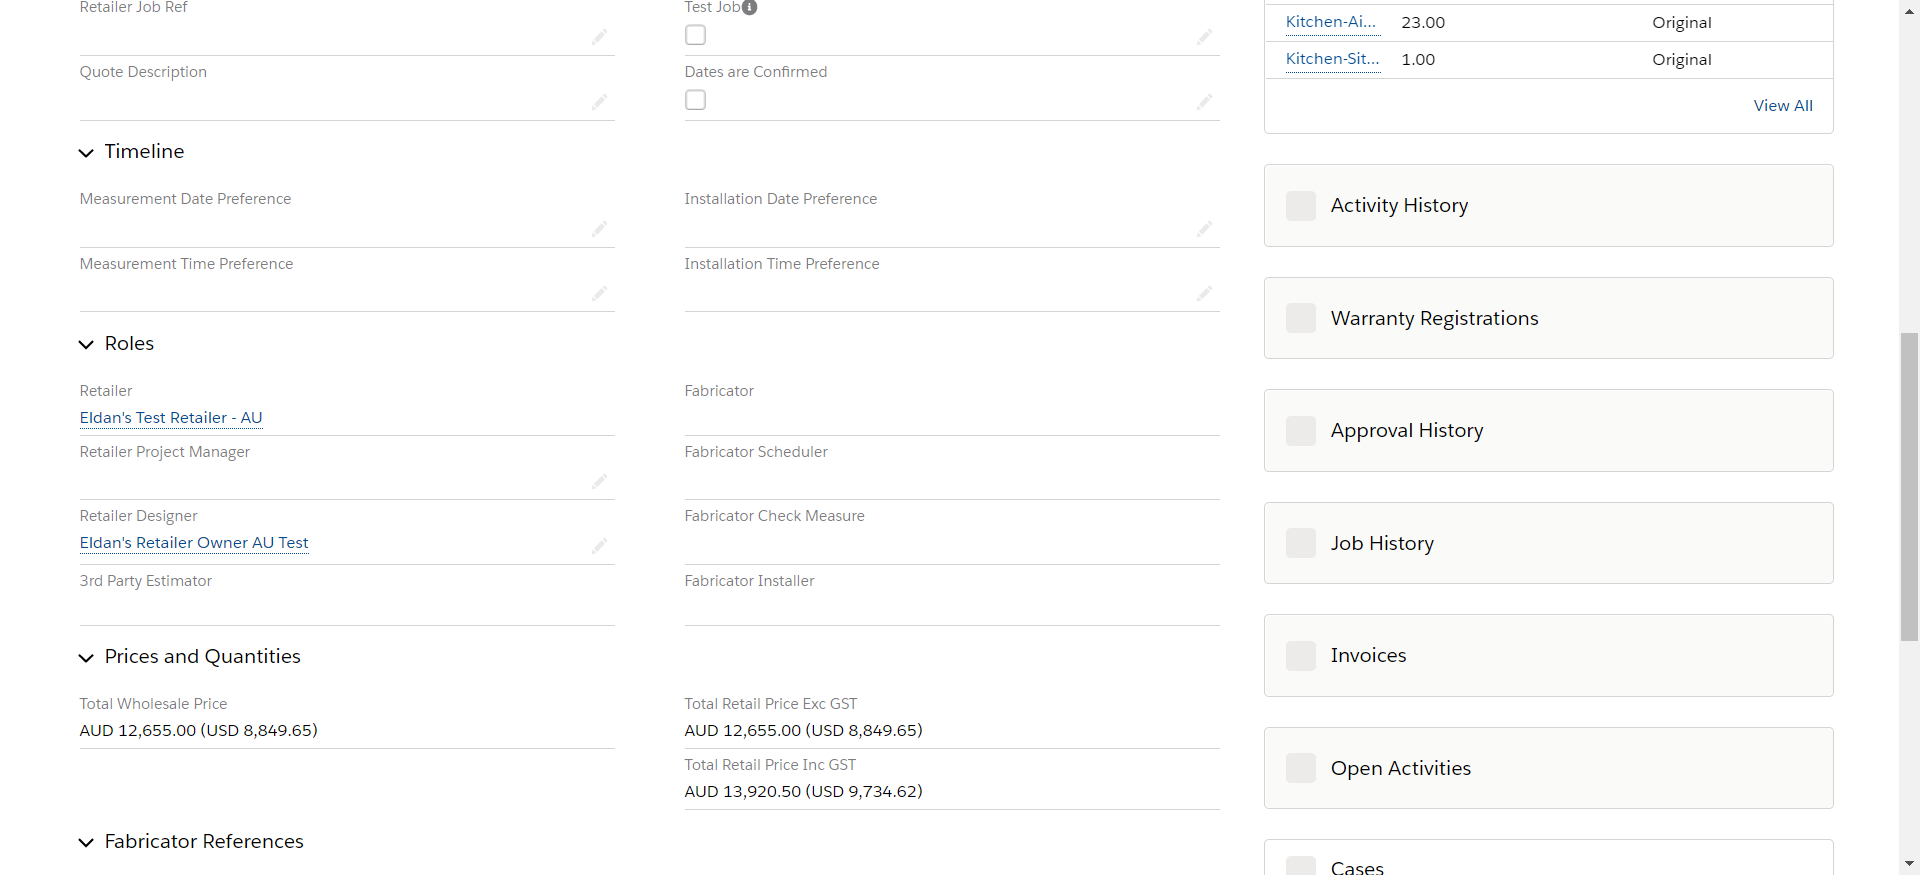 Retailer Job Ref
Test Job
Quote Description
Dates are Confirmed
Timeline
Measurement Date Preference
Installation Date Preference
Measurement Time Preference
Installation Time Preference
Roles
Retailer
Eldan's Test Retailer - AU
Fabricator
Retailer Project Manager
Fabricator Scheduler
Retailer Designer
Eldan's Retailer Owner AU Test
Fabricator Check Measure
3rd Party Estimator
Fabricator Installer
Prices and Quantities
Total Wholesale Price
AUD 12,655.00 (USD 8,849.65)
Total Retail Price Exc GST
AUD 12,655.00 (USD 8,849.65)
Total Retail Price Inc GST
AUD 13,920.50 (USD 9,734.62)
Fabricator References
Kitchen-Ai... 23.00 Original
Kitchen-Sit... 1.00 Original
View All
Activity History
Warranty Registrations
Approval History
Job History
Invoices
Open Activities
Cases